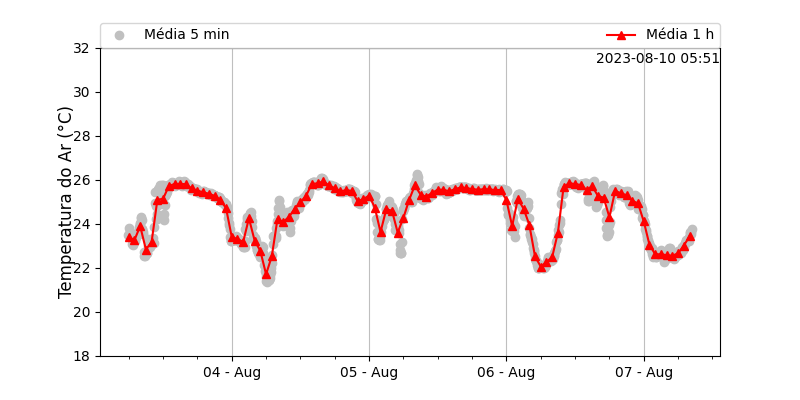 Média 5 min
Média 1 h
2023-08-10 05:51
Temperatura do Ar (°C)
32
30
28
26
24
22
20
18
04 - Aug
05 - Aug
06 - Aug
07 - Aug